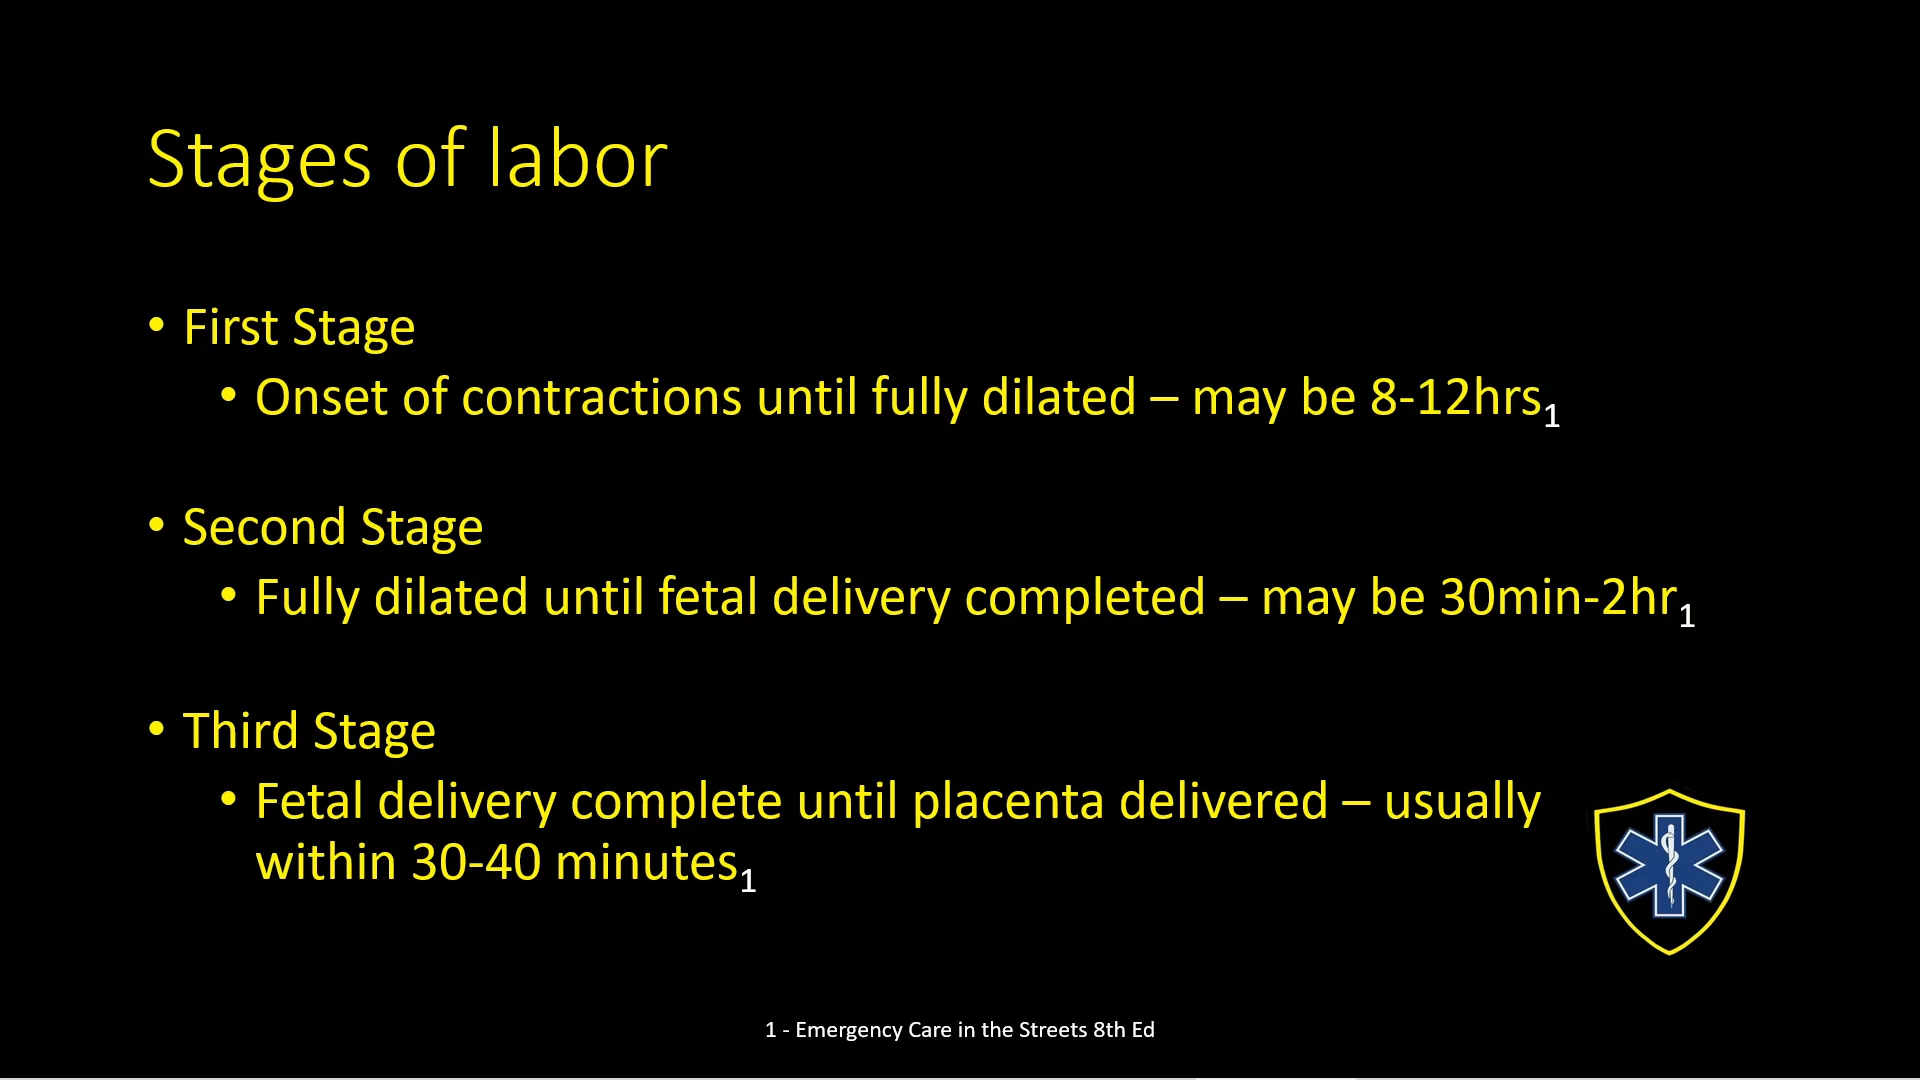 Stages of labor
• First Stage
• Onset of contractions until fully dilated – may be 8-12hrs1
• Second Stage
• Fully dilated until fetal delivery completed – may be 30min-2hr1
• Third Stage
• Fetal delivery complete until placenta delivered – usually
within 30-40 minutes1
1 - Emergency Care in the Streets 8th Ed